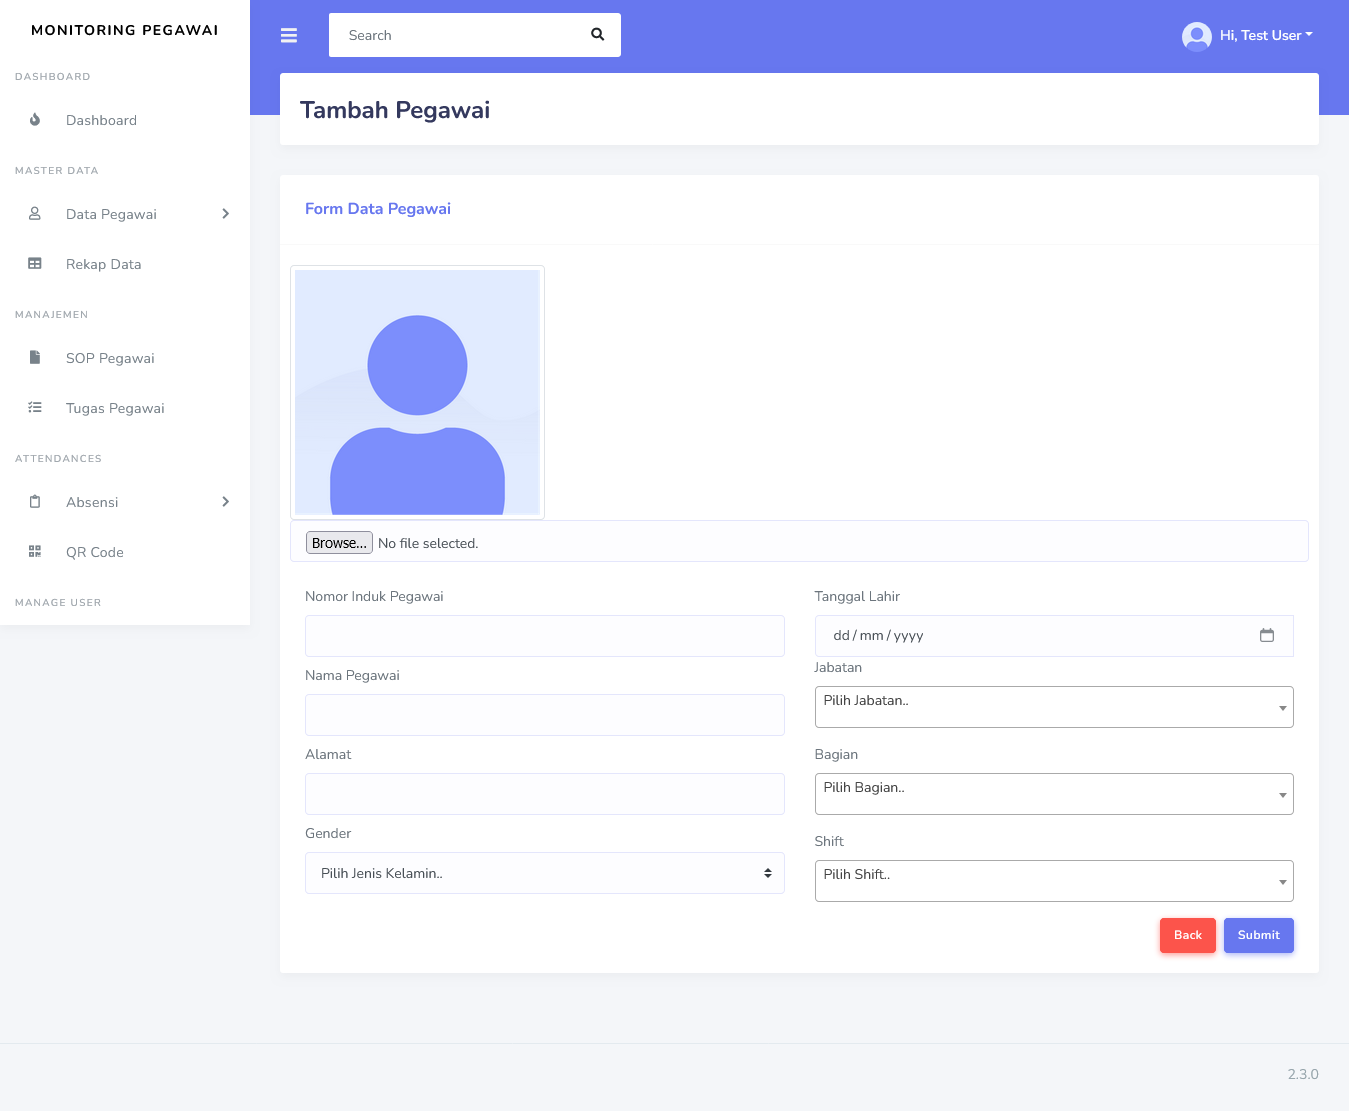 MONITORING PEGAWAI
DASHBOARD
Dashboard
MASTER DATA
Data Pegawai
Rekap Data
MANAJEMEN
SOP Pegawai
Tugas Pegawai
ATTENDANCES
Absensi
QR Code
MANAGE USER
Search
Hi, Test User
Tambah Pegawai
Form Data Pegawai
Browse... No file selected.
Nomor Induk Pegawai
Nama Pegawai
Alamat
Gender
Pilih Jenis Kelamin..
Tanggal Lahir
dd / mm / yyyy
Jabatan
Pilih Jabatan..
Bagian
Pilih Bagian..
Shift
Pilih Shift..
Back Submit
2.3.0